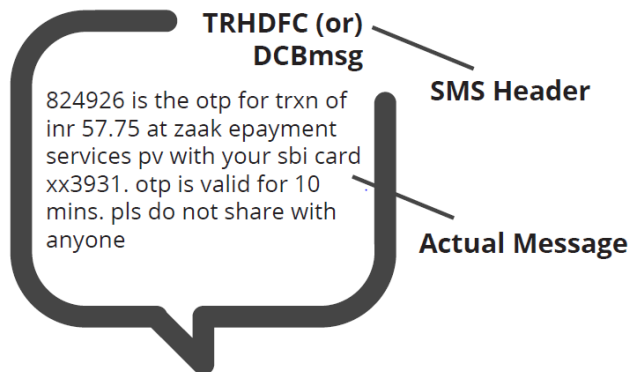 TRHDFC (or)
DCBmsg
SMS Header
824926 is the otp for trxn of
inr 57.75 at zaak epayment
services pv with your sbi card
xx3931. otp is valid for 10
mins. pls do not share with
anyone
Actual Message